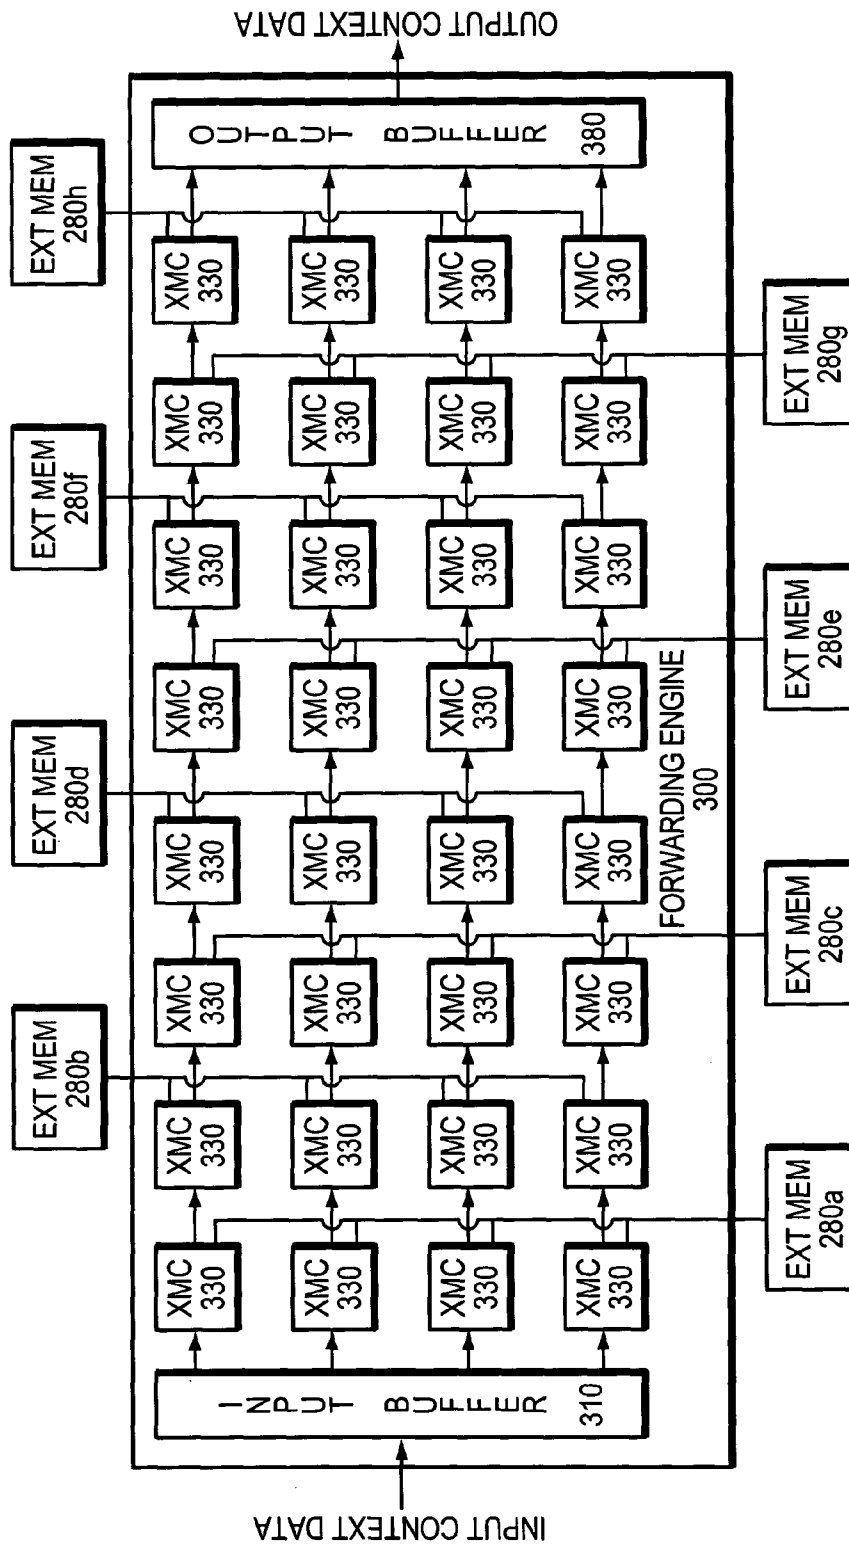 EXT MEM
280b
EXT MEM
280d
EXT MEM
280f
EXT MEM
280h
INPUT CONTEXT DATA
INPUT BUFFER
310
XMC
330
XMC
330
XMC
330
XMC
330
XMC
330
XMC
330
XMC
330
XMC
330
XMC
330
XMC
330
XMC
330
XMC
330
XMC
330
XMC
330
XMC
330
XMC
330
XMC
330
XMC
330
XMC
330
XMC
330
XMC
330
XMC
330
XMC
330
XMC
330
XMC
330
XMC
330
XMC
330
XMC
330
XMC
330
XMC
330
XMC
330
XMC
330
OUTPUT BUFFER
380
OUTPUT CONTEXT DATA
FORWARDING ENGINE
300
EXT MEM
280a
EXT MEM
280c
EXT MEM
280e
EXT MEM
280g